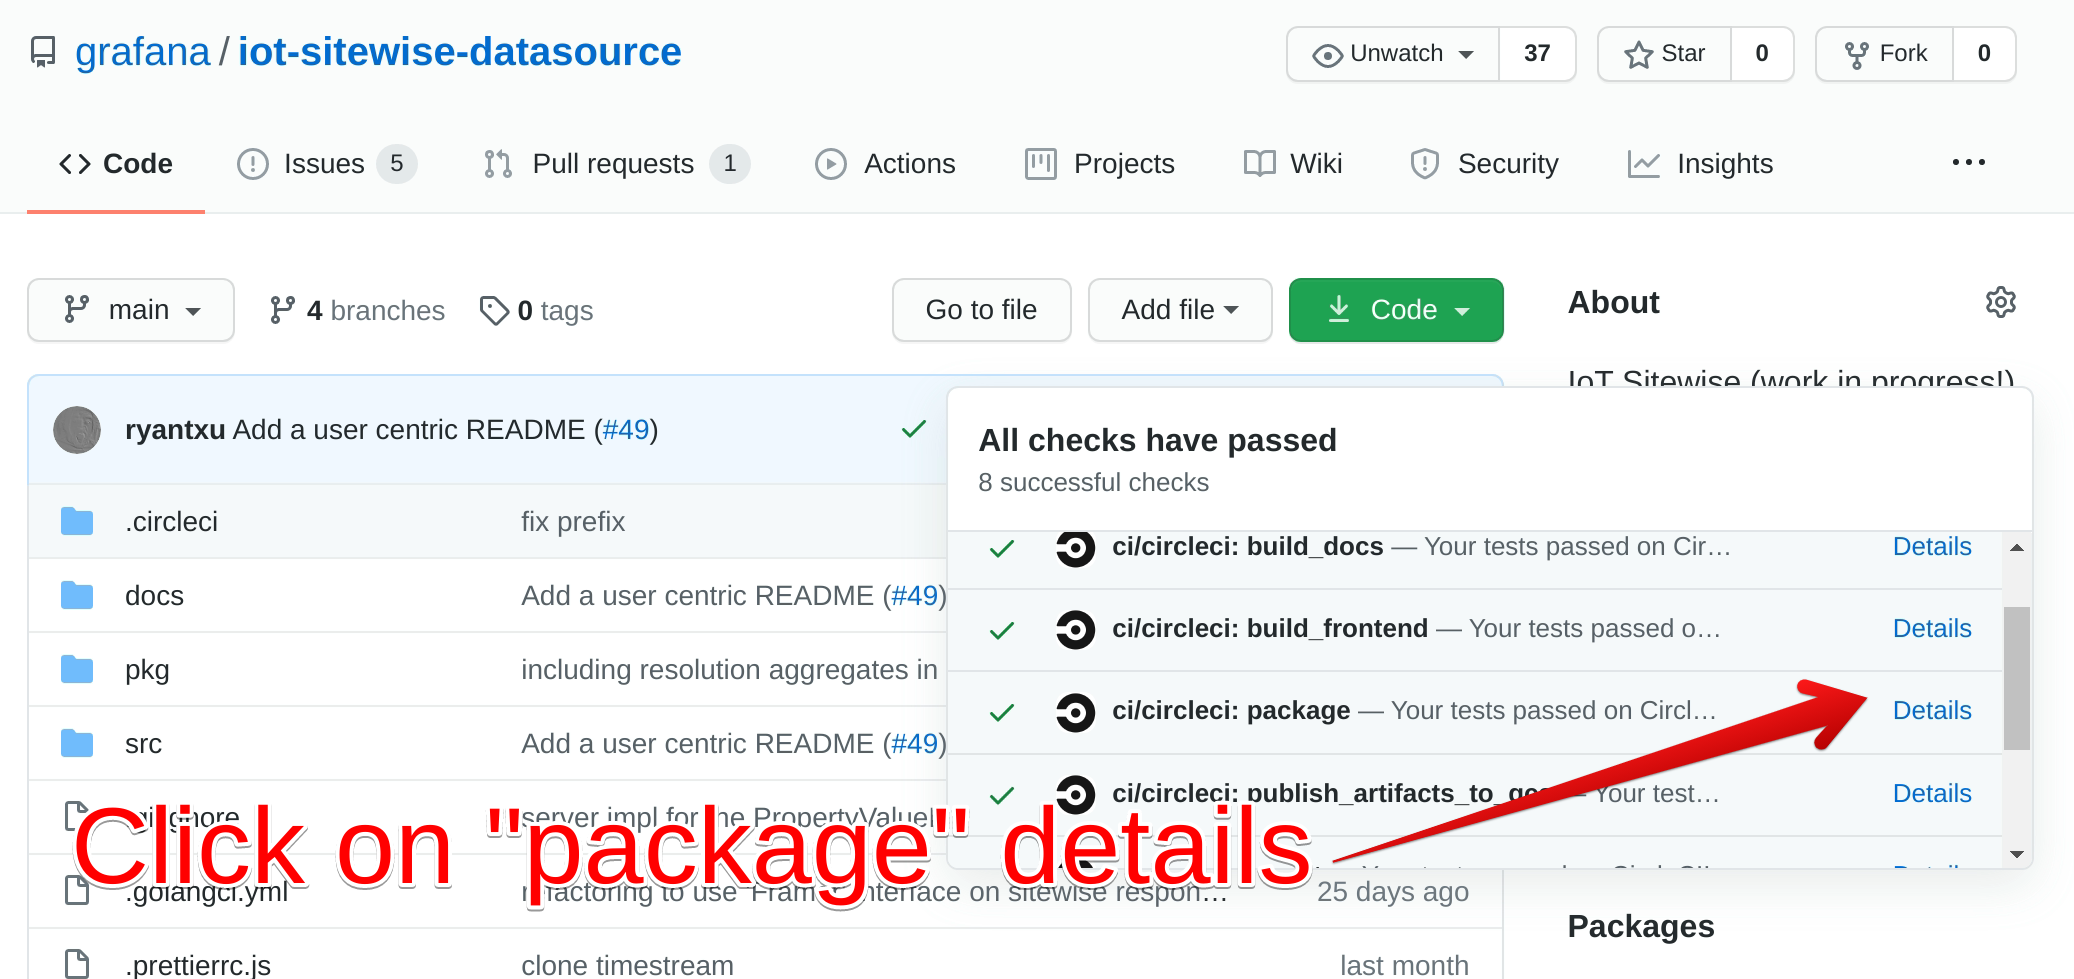 grafana / iot-sitewise-datasource
Unwatch 37 Star 0 Fork 0
Code Issues 5 Pull requests 1 Actions Projects Wiki Security Insights
main 4 branches 0 tags Go to file Add file Code About
IoT Sitewise (work in progress!)
ryantxu Add a user centric README (#49)
All checks have passed
8 successful checks
.circleci fix prefix
ci/circleci: build_docs — Your tests passed on Cir… Details
docs Add a user centric README (#49)
ci/circleci: build_frontend — Your tests passed o… Details
pkg including resolution aggregates in
ci/circleci: package — Your tests passed on Circl… Details
src Add a user centric README (#49)
ci/circleci: publish_artifacts_to_gcs — Your test… Details
.gitignore server impl for the PropertyValue
Click on "package" details
.golangci.yml refactoring to use Frame interface on sitewise respon… 25 days ago
Packages
.prettierrc.js clone timestream last month